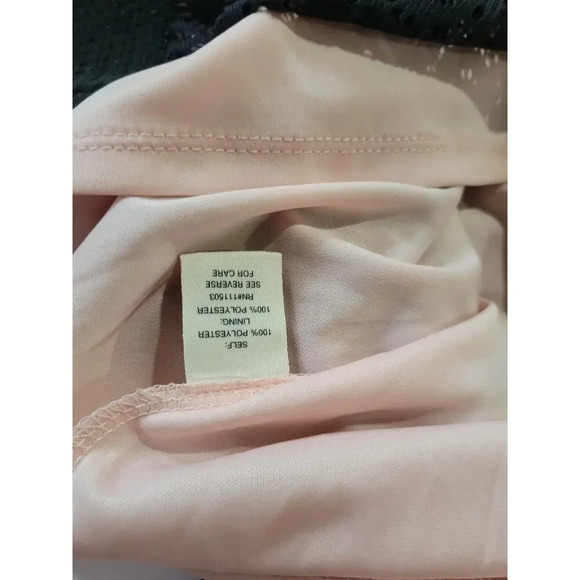 SELF:
100% POLYESTER
LINING:
100% POLYESTER
RN#111503
SEE REVERSE
FOR CARE